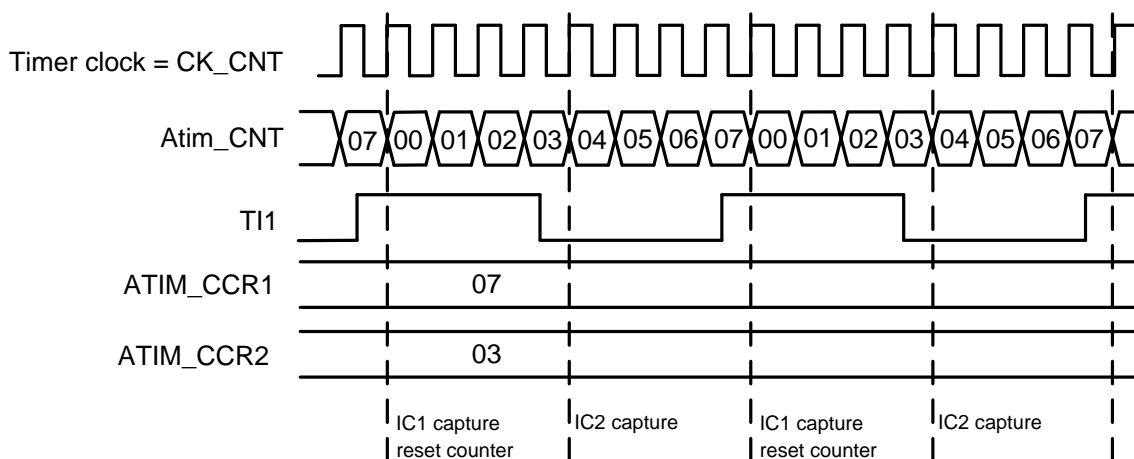 Timer clock = CK_CNT
Atim_CNT 07 00 01 02 03 04 05 06 07 00 01 02 03 04 05 06 07
TI1
ATIM_CCR1 07
ATIM_CCR2 03
IC1 capture IC2 capture IC1 capture IC2 capture
reset counter reset counter